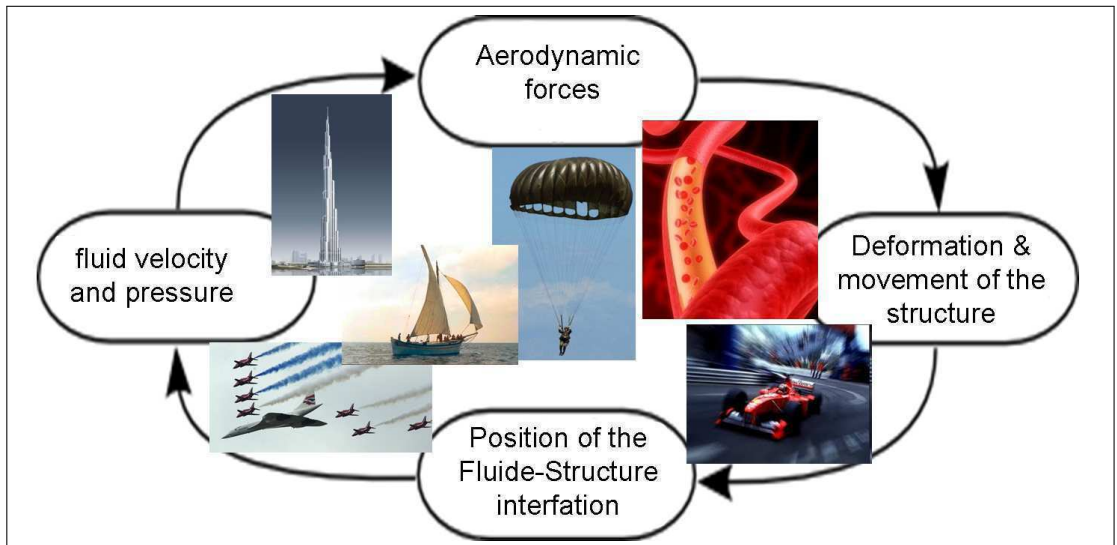 Aerodynamic
forces
fluid velocity
and pressure
Deformation &
movement of the
structure
Position of the
Fluide-Structure
interfation